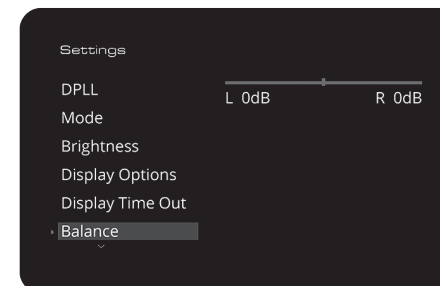 Settings
DPLL
L 0dB R 0dB
Mode
Brightness
Display Options
Display Time Out
Balance